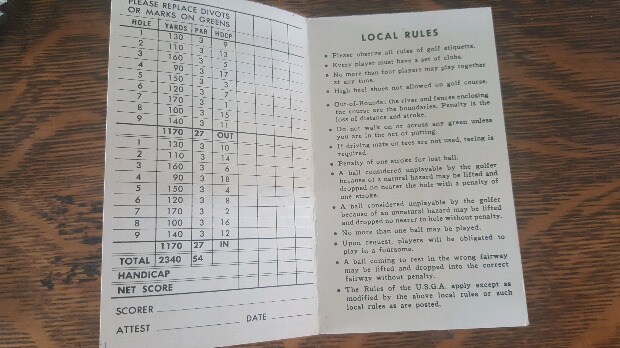 PLEASE REPLACE DIVOTS
OR MARKS ON GREENS
HOLE YARDS PAR HDCP
1 130 3 9
2 110 3 13
3 160 3 5
4 90 3 17
5 150 3 3
6 120 3 7
7 170 3 1
8 100 3 15
9 140 3 11
1170 27 OUT
1 130 3 10
2 110 3 14
3 160 3 6
4 90 3 18
5 150 3 4
6 120 3 8
7 170 3 2
8 100 3 16
9 140 3 12
1170 27 IN
TOTAL 2340 54
HANDICAP
NET SCORE
SCORER
ATTEST DATE
LOCAL RULES
• Please observe all rules of golf etiquette.
• Every player must have a set of clubs.
• No more than four players may play together
at any time.
• High heel shoes not allowed on golf course.
• Out-of-Bounds: the river and fences enclosing
the course are the boundaries. Penalty is the
loss of distance and stroke.
• Do not walk on or across any green unless
you are in the act of putting.
• If driving mats on tees are not used, teeing is
required.
• Penalty of one stroke for lost ball.
• A ball considered unplayable by the golfer
because of a natural hazard may be lifted and
dropped no nearer the hole with a penalty of
one stroke.
• A ball considered unplayable by the golfer
because of an unnatural hazard may be lifted
and dropped no nearer to hole without penalty.
• No more than one ball may be played.
• Upon request, players will be obligated to
play in a foursome.
• A ball coming to rest in the wrong fairway
may be lifted and dropped into the correct
fairway without penalty.
• The Rules of the U.S.G.A. apply except as
modified by the above local rules or such
local rules as are posted.